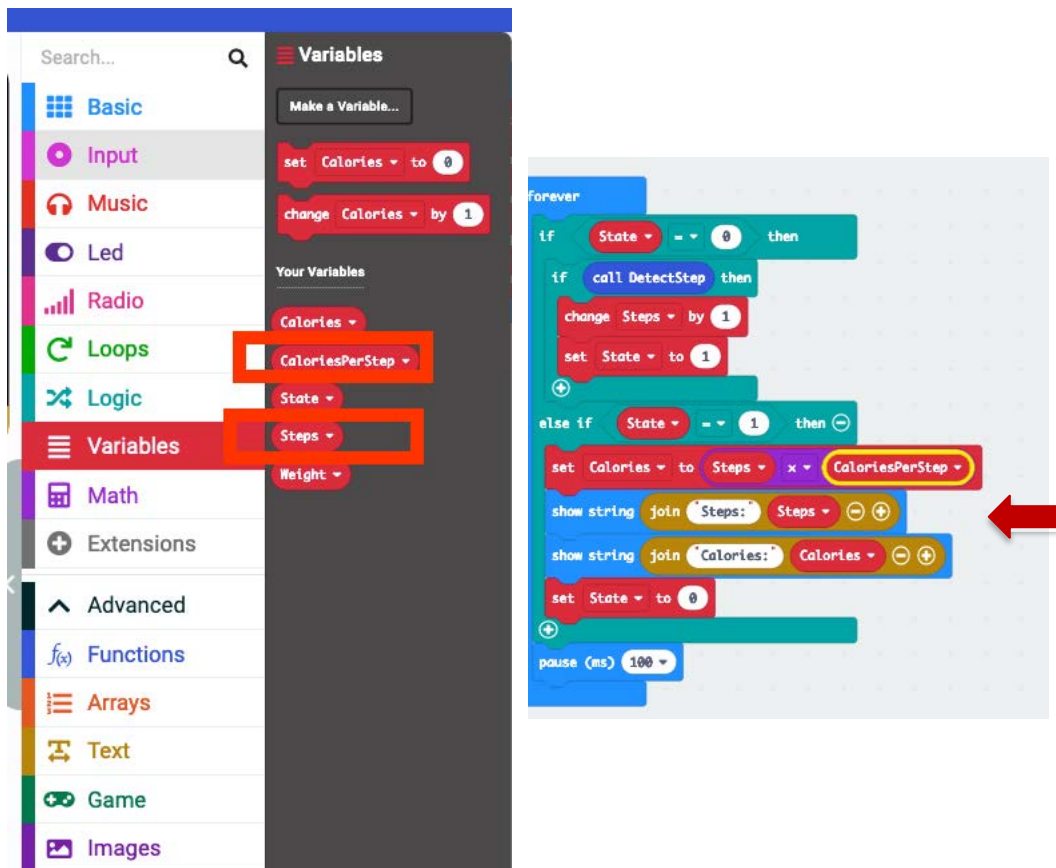 Search...
Basic
Input
Music
Led
Radio
Loops
Logic
Variables
Math
Extensions
Advanced
f(x) Functions
Arrays
Text
Game
Images
Variables
Make a Variable...
set Calories to 0
change Calories by 1
Your Variables
Calories
CaloriesPerStep
State
Steps
Weight
forever
if State = 0 then
if call DetectStep then
change Steps by 1
set State to 1
else if State = 1 then
set Calories to Steps × CaloriesPerStep
show string join "Steps:" Steps
show string join "Calories:" Calories
set State to 0
pause (ms) 100